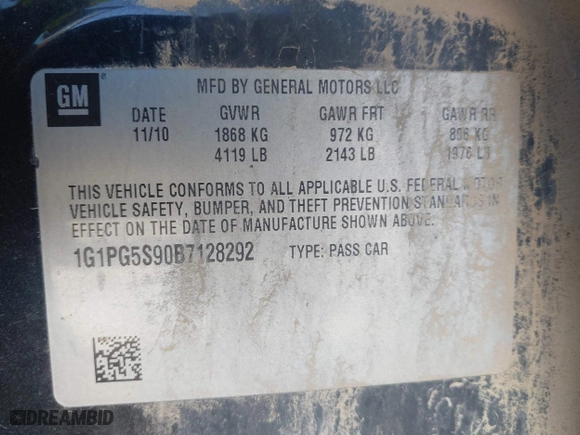 GM
MFD BY GENERAL MOTORS LLC
DATE GVWR GAWR FRT GAWR RR
11/10 1868 KG 972 KG 896 KG
4119 LB 2143 LB 1976 LB
THIS VEHICLE CONFORMS TO ALL APPLICABLE U.S. FEDERAL MOTOR
VEHICLE SAFETY, BUMPER, AND THEFT PREVENTION STANDARDS IN
EFFECT ON THE DATE OF MANUFACTURE SHOWN ABOVE.
1G1PG5S90B7128292 TYPE: PASS CAR
DREAMBID